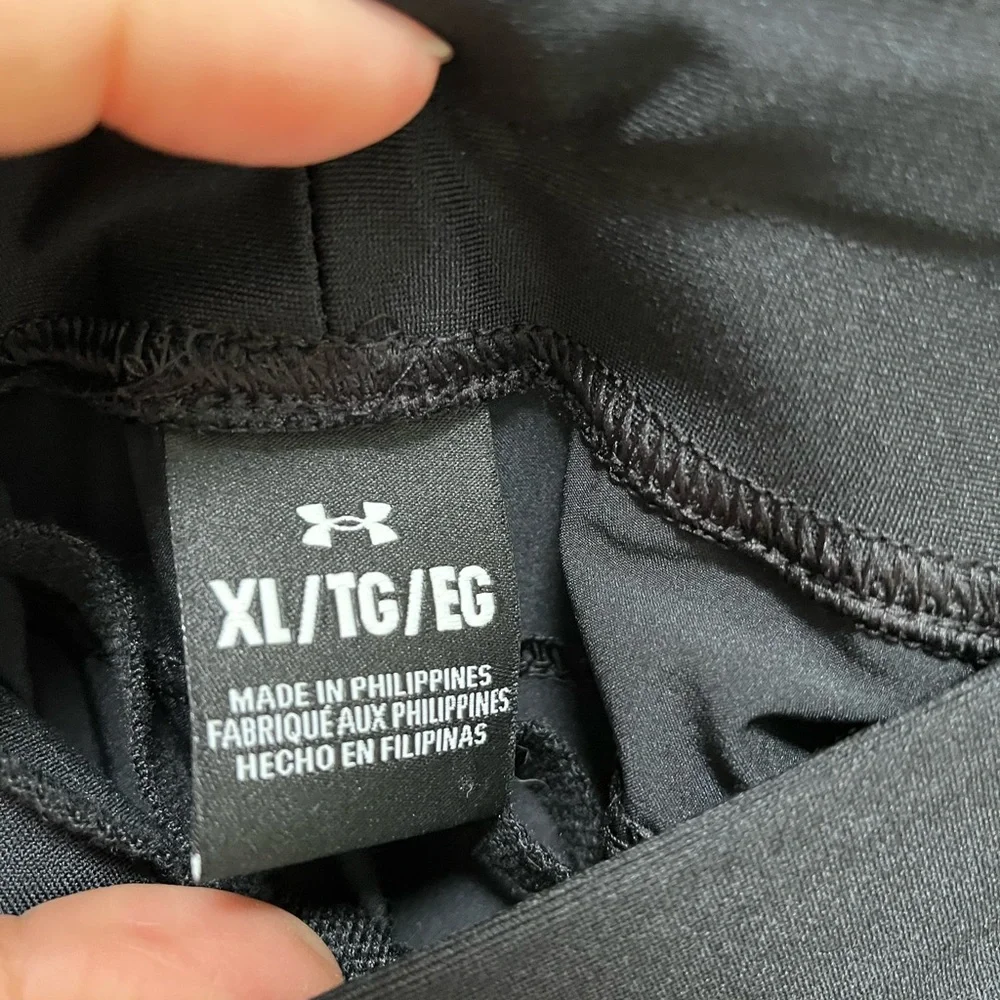 XL/TG/EG
MADE IN PHILIPPINES
FABRIQUÉ AUX PHILIPPINES
HECHO EN FILIPINAS